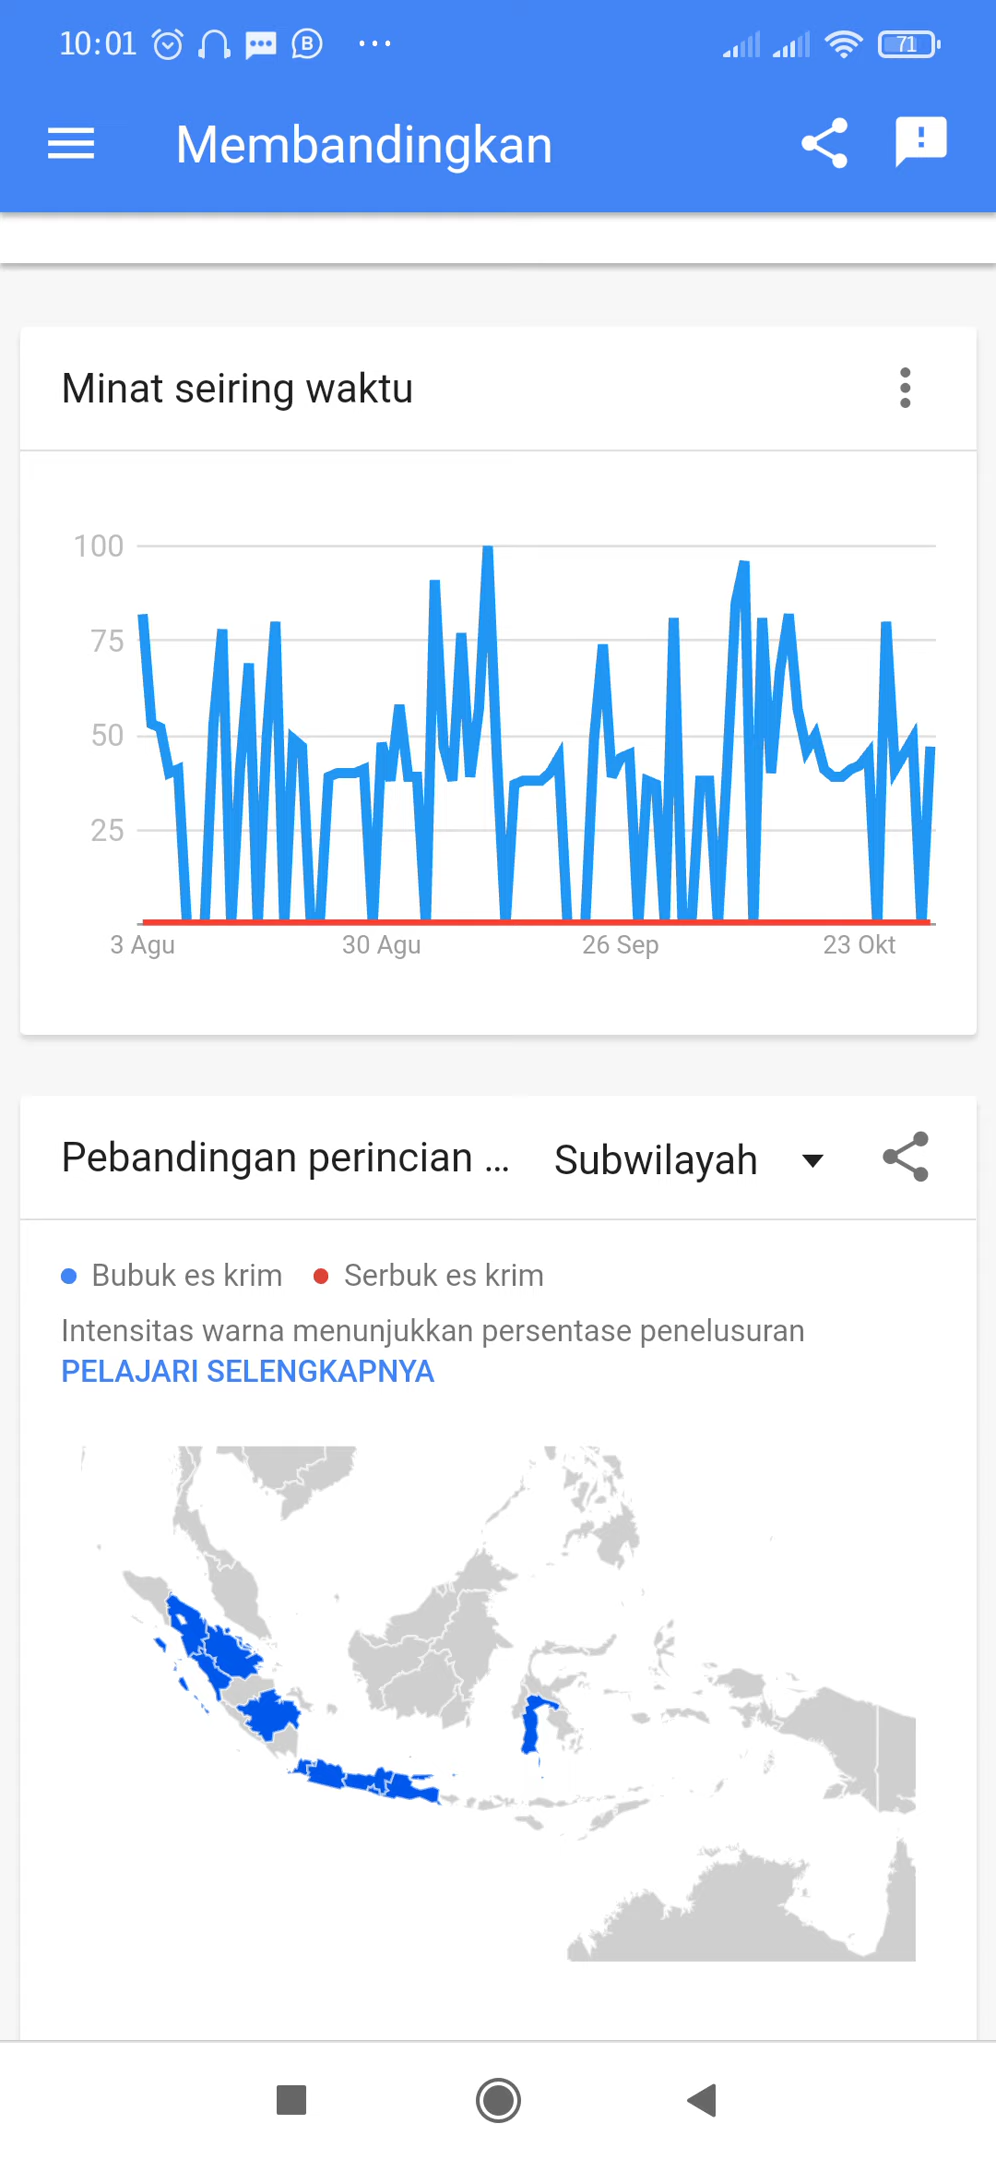 10:01
71
Membandingkan
Minat seiring waktu
100
75
50
25
3 Agu 30 Agu 26 Sep 23 Okt
Pebandingan perincian ... Subwilayah
Bubuk es krim Serbuk es krim
Intensitas warna menunjukkan persentase penelusuran
PELAJARI SELENGKAPNYA